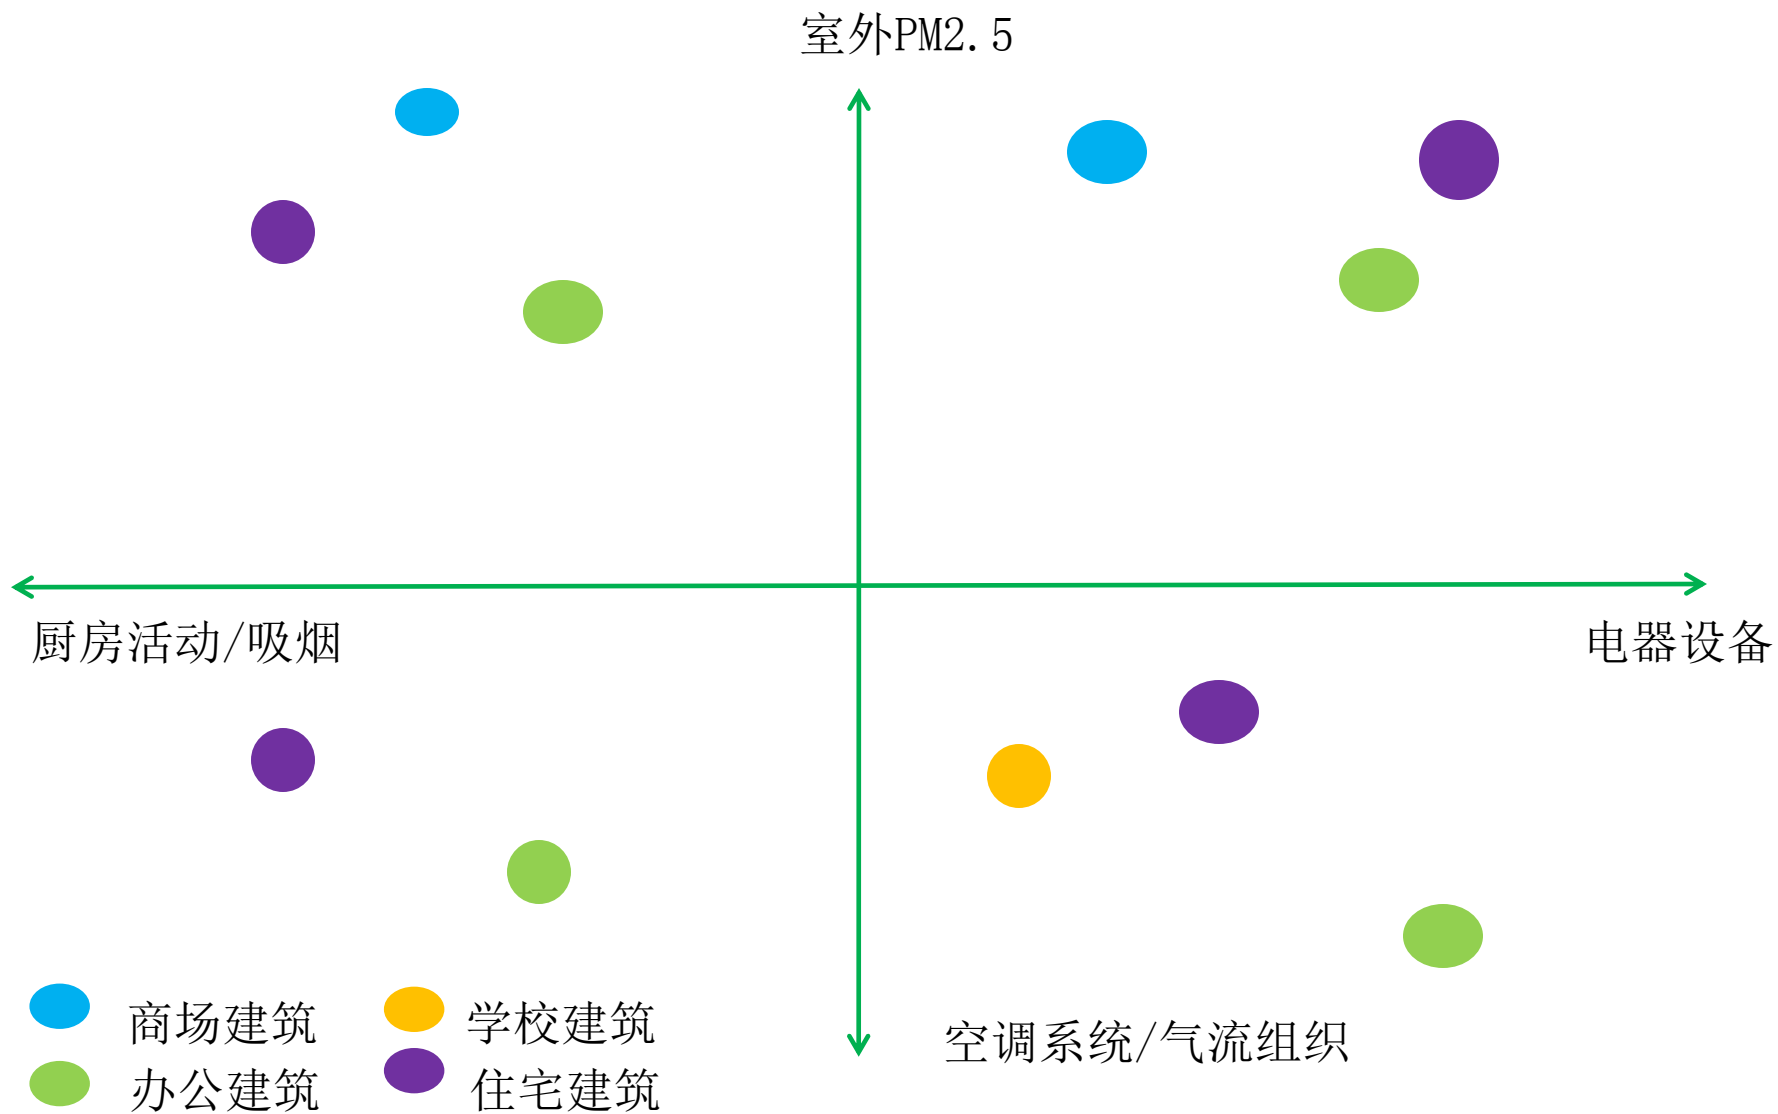 室外PM2.5
厨房活动/吸烟
电器设备
商场建筑
学校建筑
空调系统/气流组织
办公建筑
住宅建筑